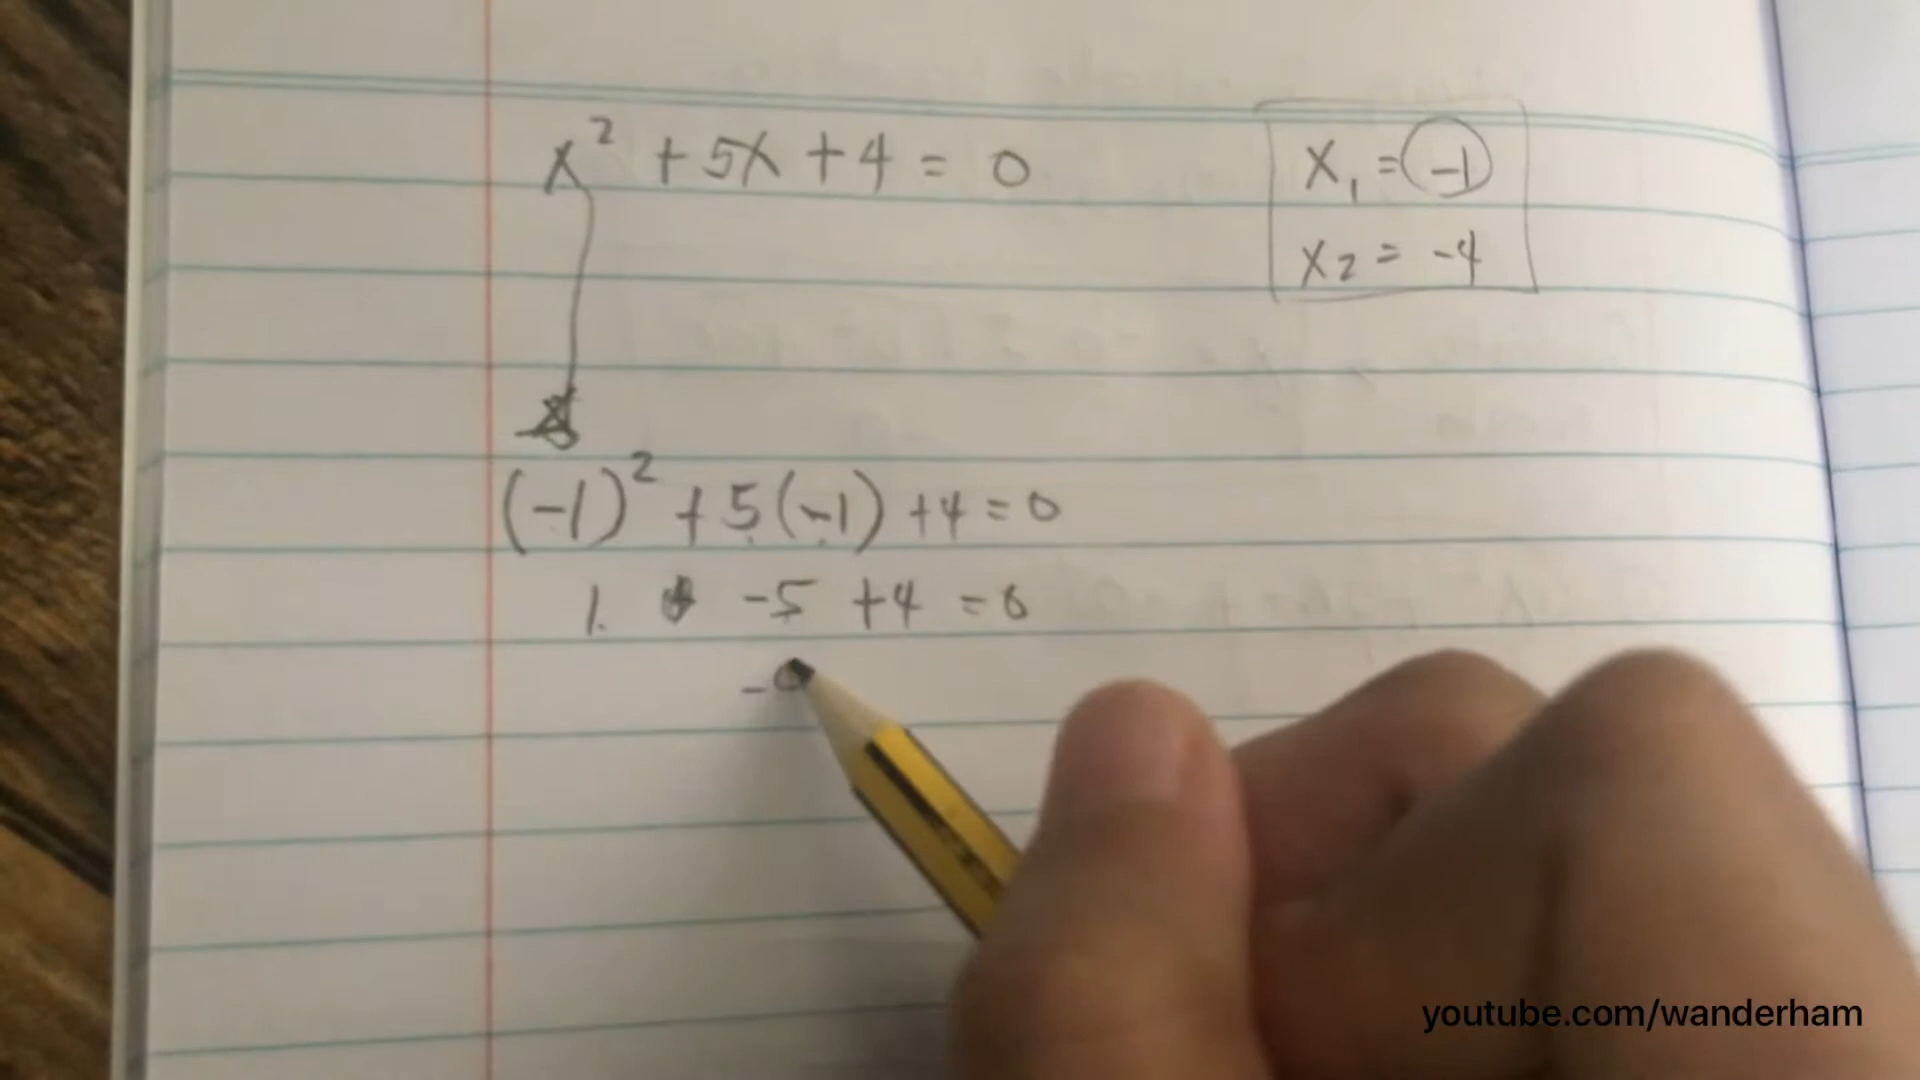 x² + 5x + 4 = 0
x₁ = -1
x₂ = -4
(-1)² + 5(-1) + 4 = 0
1. -5 + 4 = 0
youtube.com/wanderham